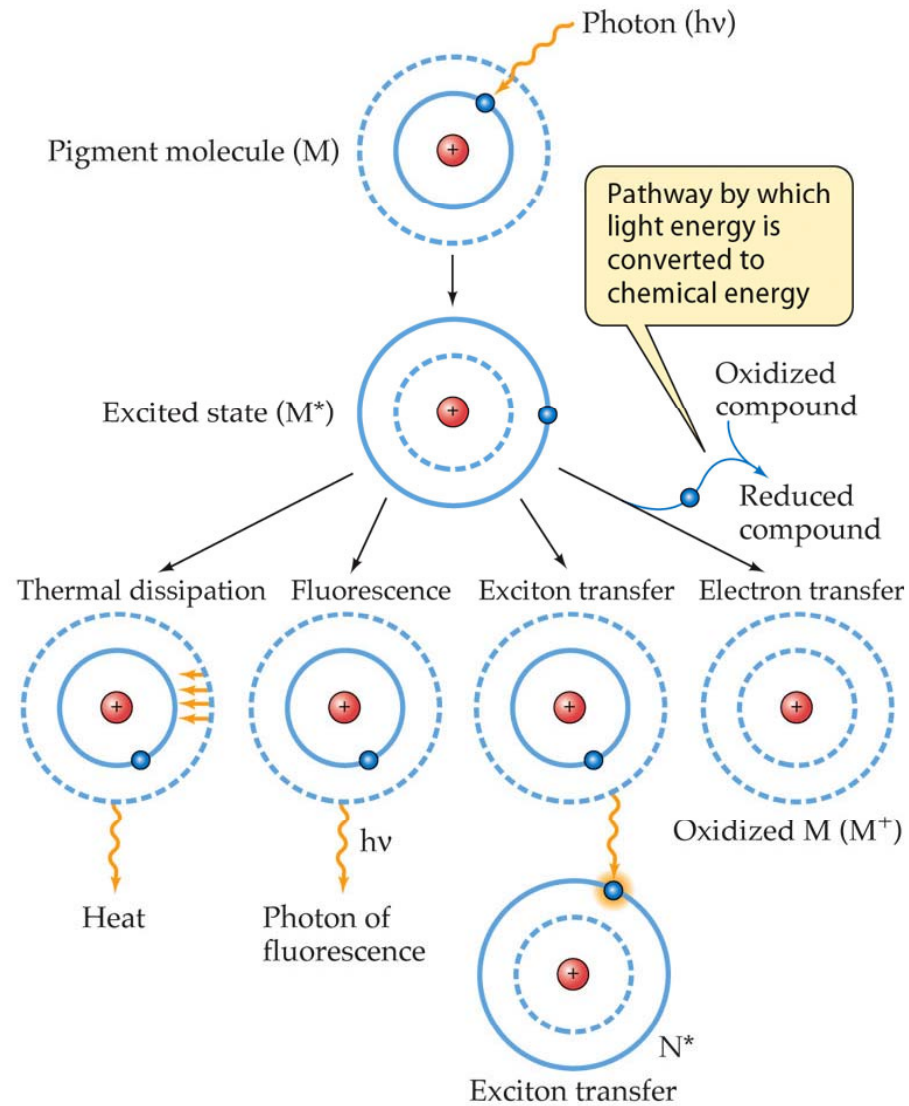 Photon (hν)
Pigment molecule (M)
+
Pathway by which
light energy is
converted to
chemical energy
Excited state (M*)
+
Oxidized
compound
Reduced
compound
Thermal dissipation
Fluorescence
Exciton transfer
Electron transfer
+
+
+
+
Heat
hν
Photon of
fluorescence
Oxidized M (M⁺)
+
N*
Exciton transfer